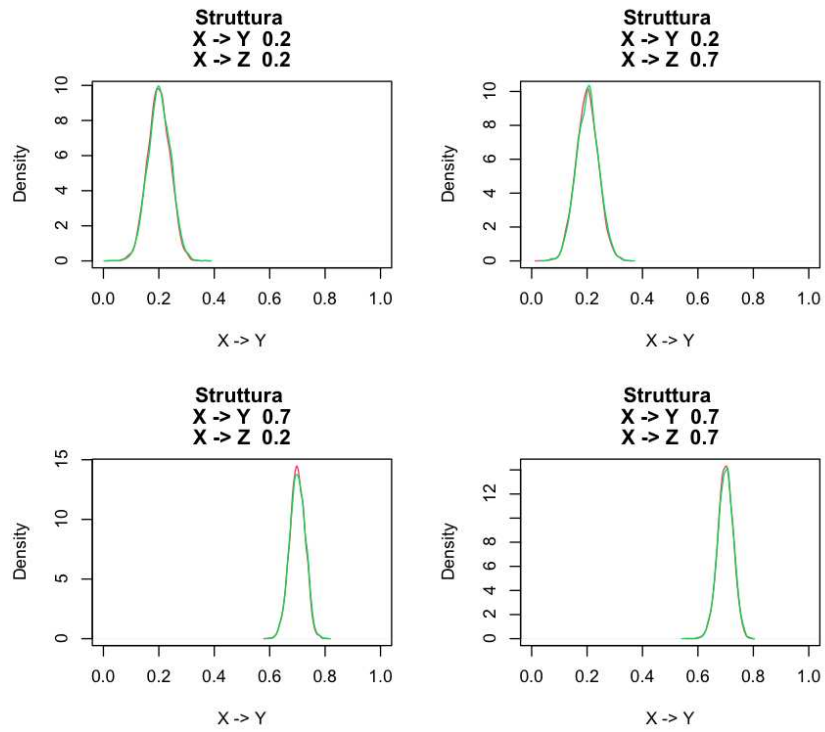 Struttura
X -> Y 0.2
X -> Z 0.2
Density
0 2 4 6 8 10
0.0 0.2 0.4 0.6 0.8 1.0
X -> Y
Struttura
X -> Y 0.2
X -> Z 0.7
Density
0 2 4 6 8 10
0.0 0.2 0.4 0.6 0.8 1.0
X -> Y
Struttura
X -> Y 0.7
X -> Z 0.2
Density
0 5 10 15
0.0 0.2 0.4 0.6 0.8 1.0
X -> Y
Struttura
X -> Y 0.7
X -> Z 0.7
Density
0 2 4 6 8 12
0.0 0.2 0.4 0.6 0.8 1.0
X -> Y